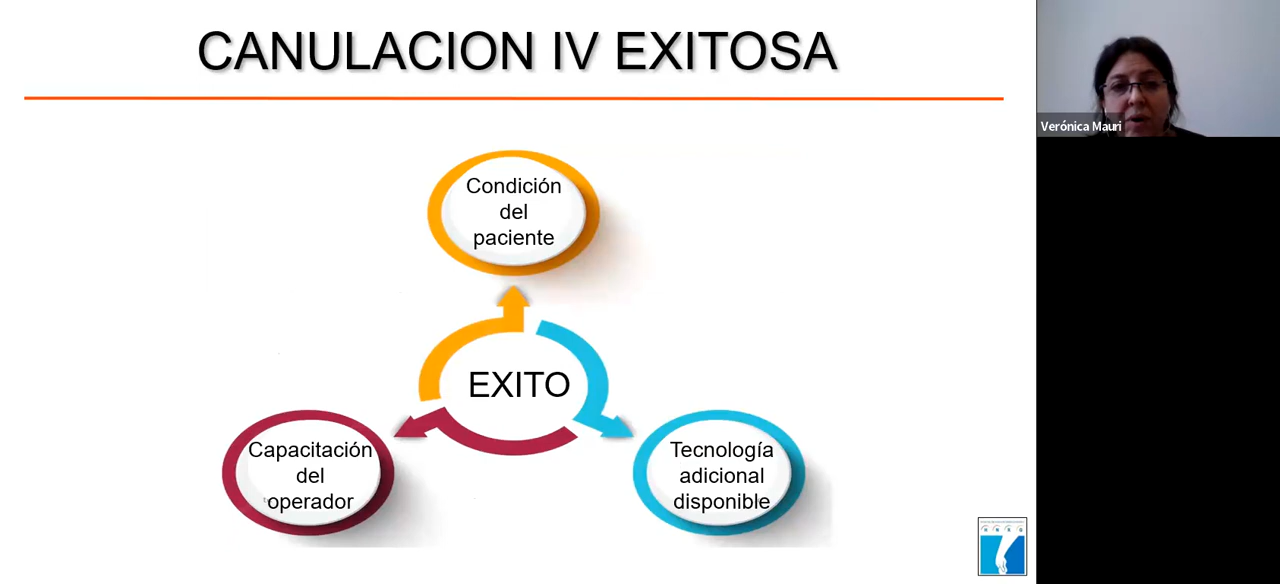 CANULACION IV EXITOSA
Verónica Mauri
Condición
del
paciente
EXITO
Capacitación
del
operador
Tecnología
adicional
disponible